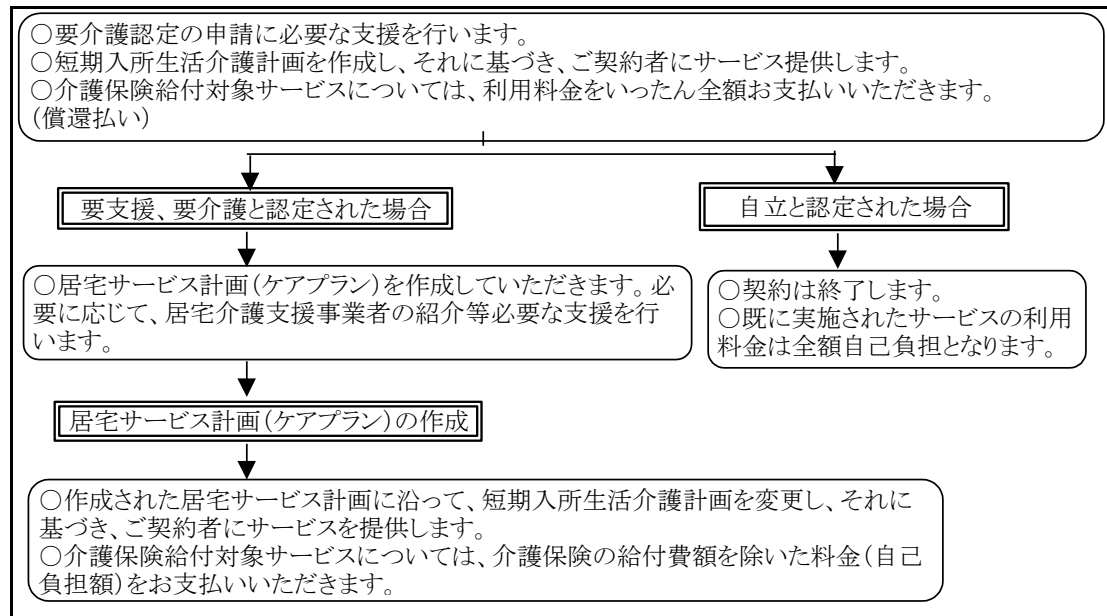 ○要介護認定の申請に必要な支援を行います。
○短期入所生活介護計画を作成し、それに基づき、ご契約者にサービス提供します。
○介護保険給付対象サービスについては、利用料金をいったん全額お支払いいただきます。
(償還払い)
要支援、要介護と認定された場合
自立と認定された場合
○居宅サービス計画(ケアプラン)を作成していただきます。必
要に応じて、居宅介護支援事業者の紹介等必要な支援を行
います。
○契約は終了します。
○既に実施されたサービスの利用
料金は全額自己負担となります。
居宅サービス計画(ケアプラン)の作成
○作成された居宅サービス計画に沿って、短期入所生活介護計画を変更し、それに
基づき、ご契約者にサービスを提供します。
○介護保険給付対象サービスについては、介護保険の給付費額を除いた料金(自己
負担額)をお支払いいただきます。